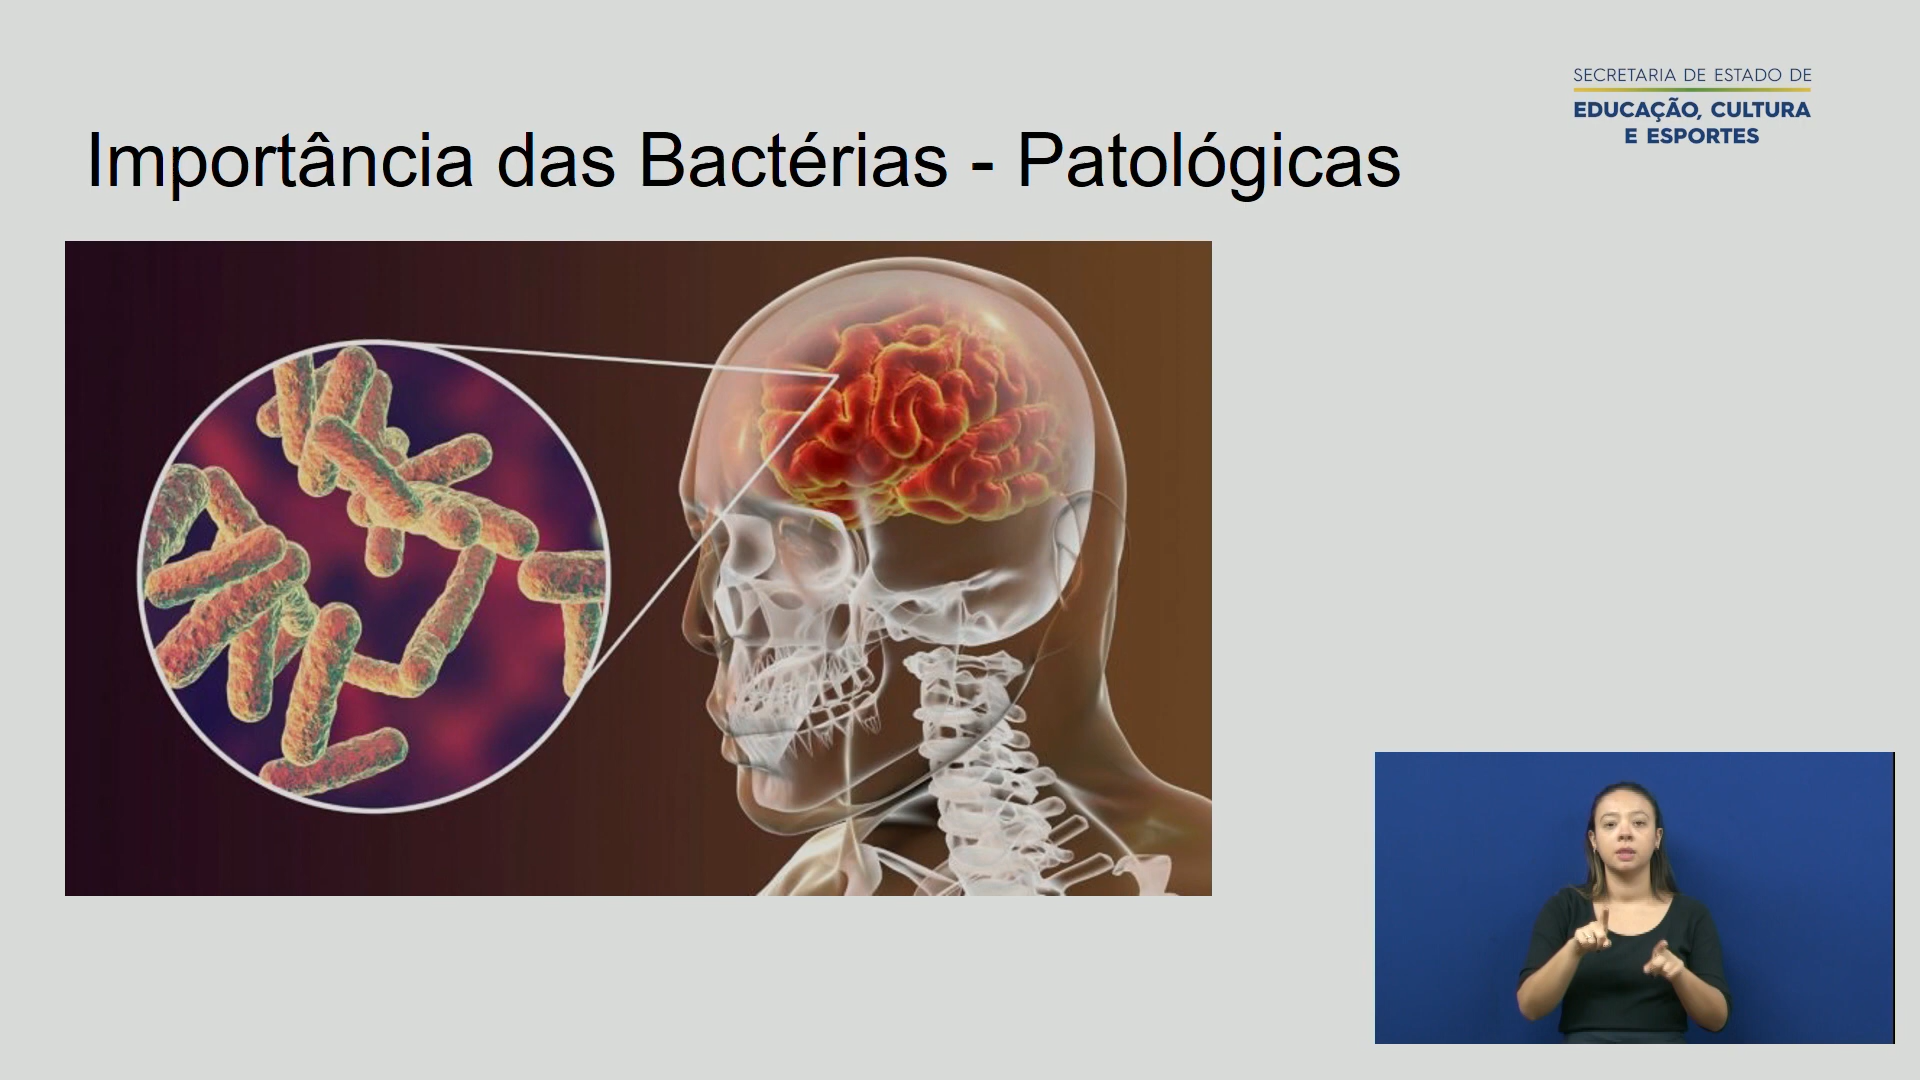 SECRETARIA DE ESTADO DE
EDUCAÇÃO, CULTURA
E ESPORTES
Importância das Bactérias - Patológicas